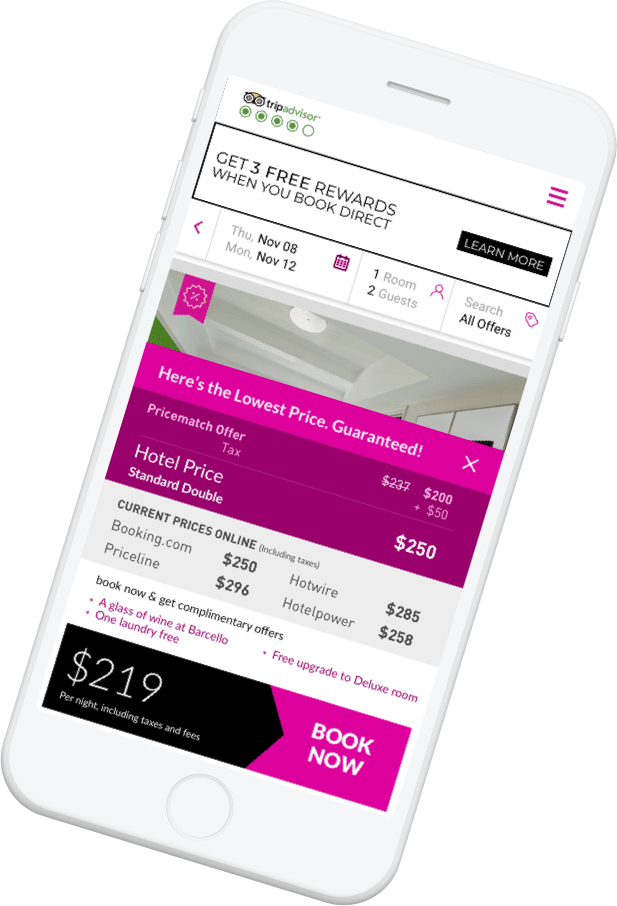 tripadvisor®
GET 3 FREE REWARDS
WHEN YOU BOOK DIRECT
LEARN MORE
Thu, Nov 08
Mon, Nov 12
1 Room
2 Guests
Search
All Offers
Here's the Lowest Price. Guaranteed!
Pricematch Offer $237 $200
Tax + $50
Hotel Price
Standard Double
$250
CURRENT PRICES ONLINE (Including taxes)
Booking.com $250
Priceline $296
Hotwire $285
Hotelpower $258
book now & get complimentary offers
• A glass of wine at Barcello
• One laundry free
• Free upgrade to Deluxe room
$219
Per night, including taxes and fees
BOOK
NOW